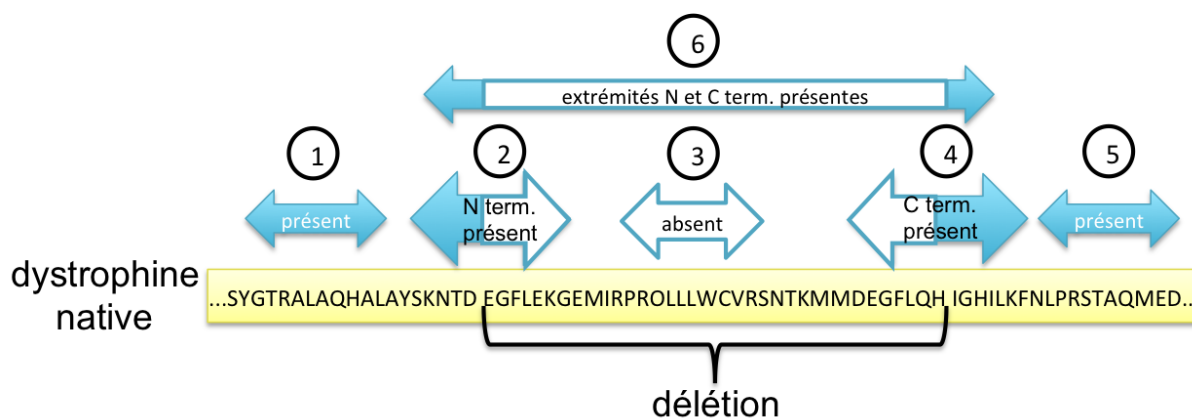 6
extrémités N et C term. présentes
1 2 3 4 5
présent
N term.
présent
absent
C term.
présent
présent
dystrophine
native
...SYGTRALAQHALAYSKNTD EGFLEKGEMIRPROLLLWCVRSNTKMMDEGFLQH IGHILKFNLPRSTAQMED...
délétion